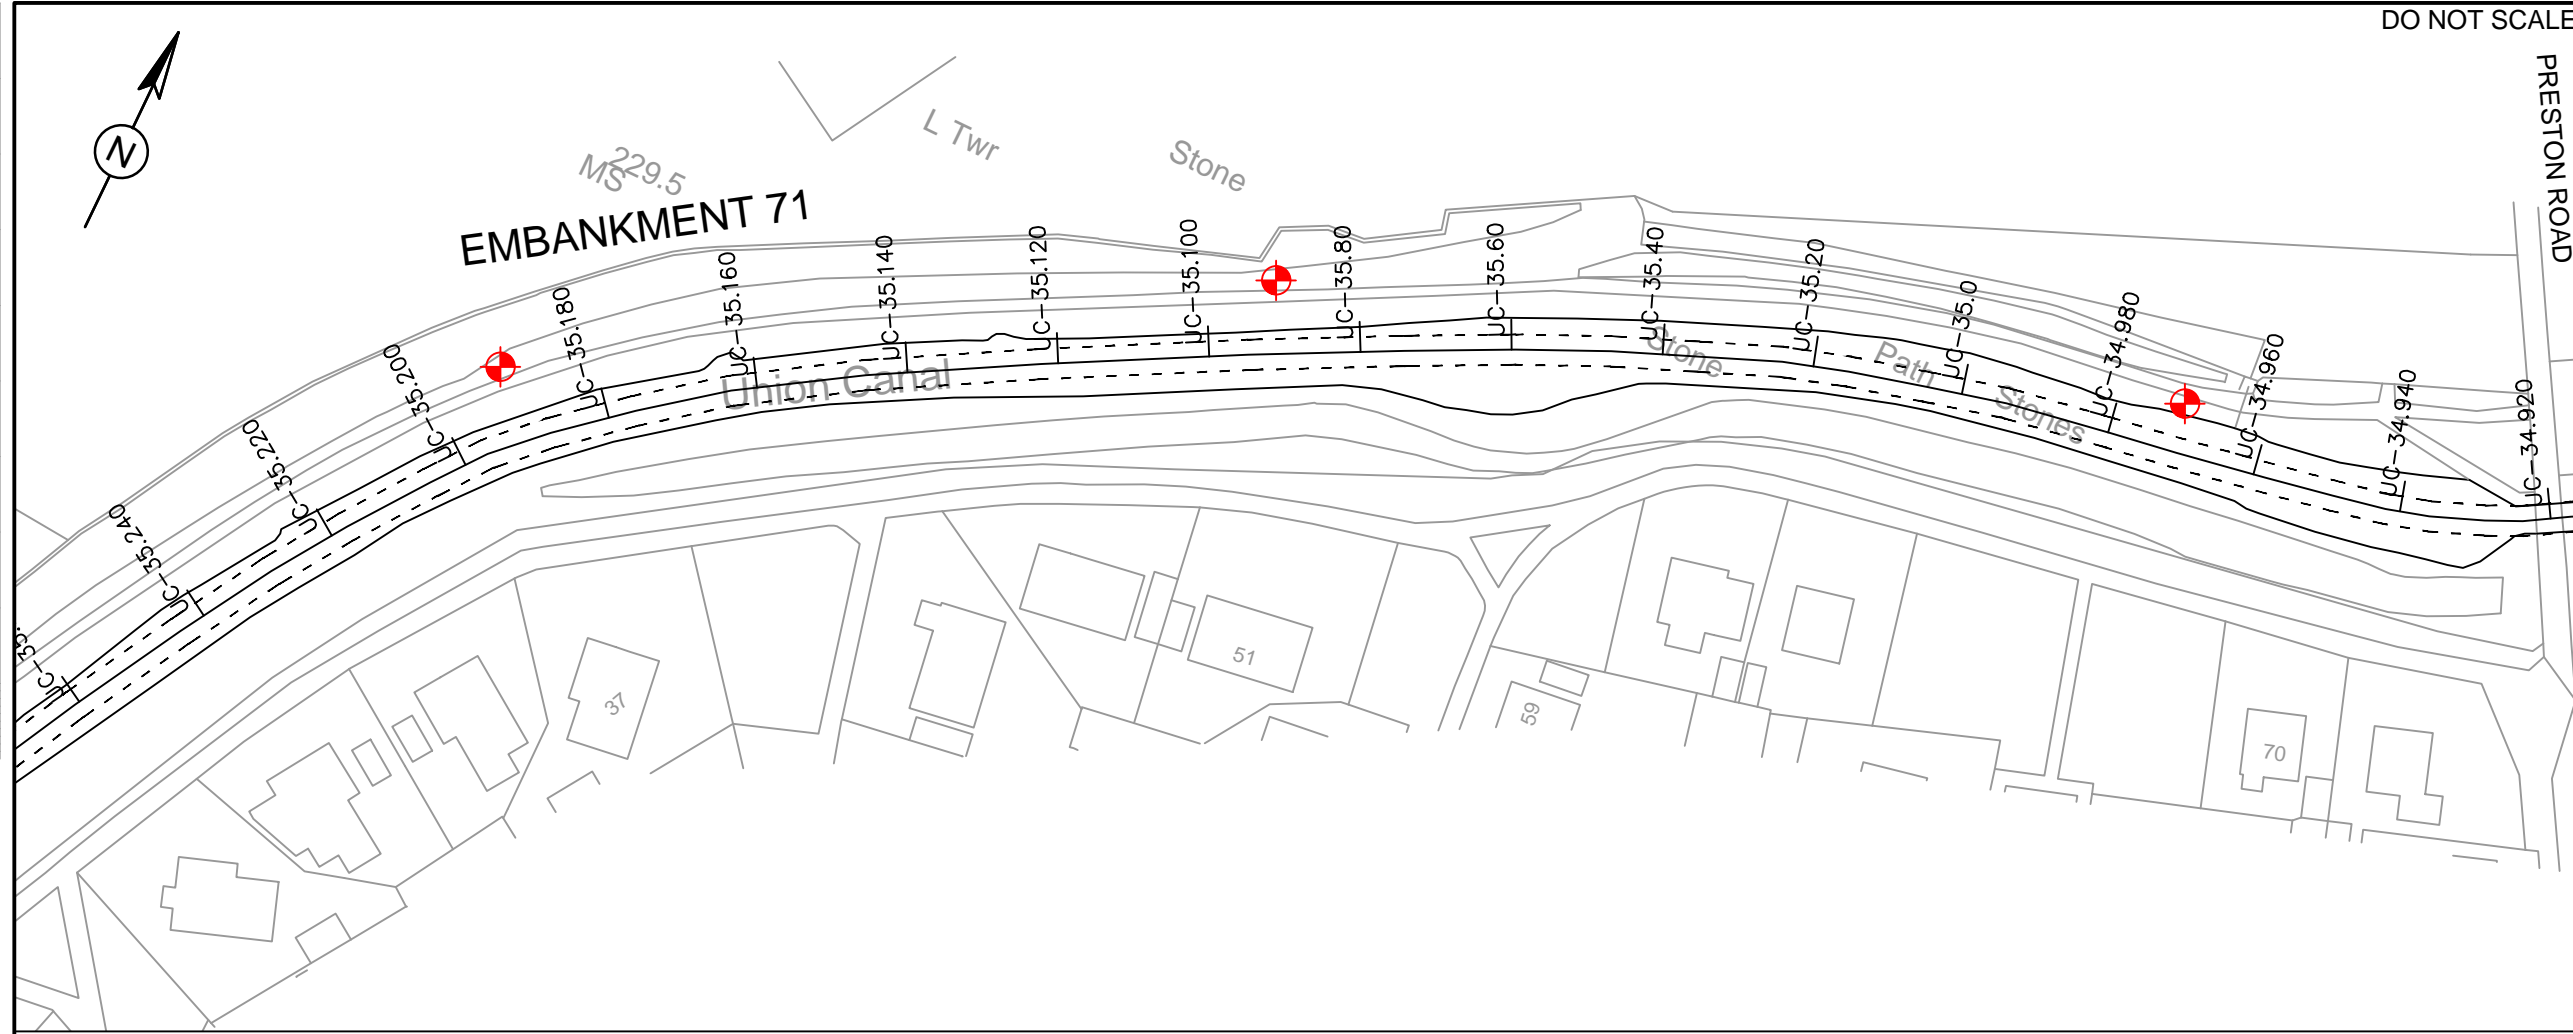 DO NOT SCALE
PRESTON ROAD
N
L Twr
Stone
MS
229.5
EMBANKMENT 71
UC-35.240
UC-35.220
UC-35.200
UC-35.180
UC-35.160
UC-35.140
UC-35.120
UC-35.100
UC-35.80
UC-35.60
UC-35.40
UC-35.20
UC-35.0
UC-34.980
UC-34.960
UC-34.940
UC-34.920
Union Canal
Stone
Path
Stones
37
51
59
70